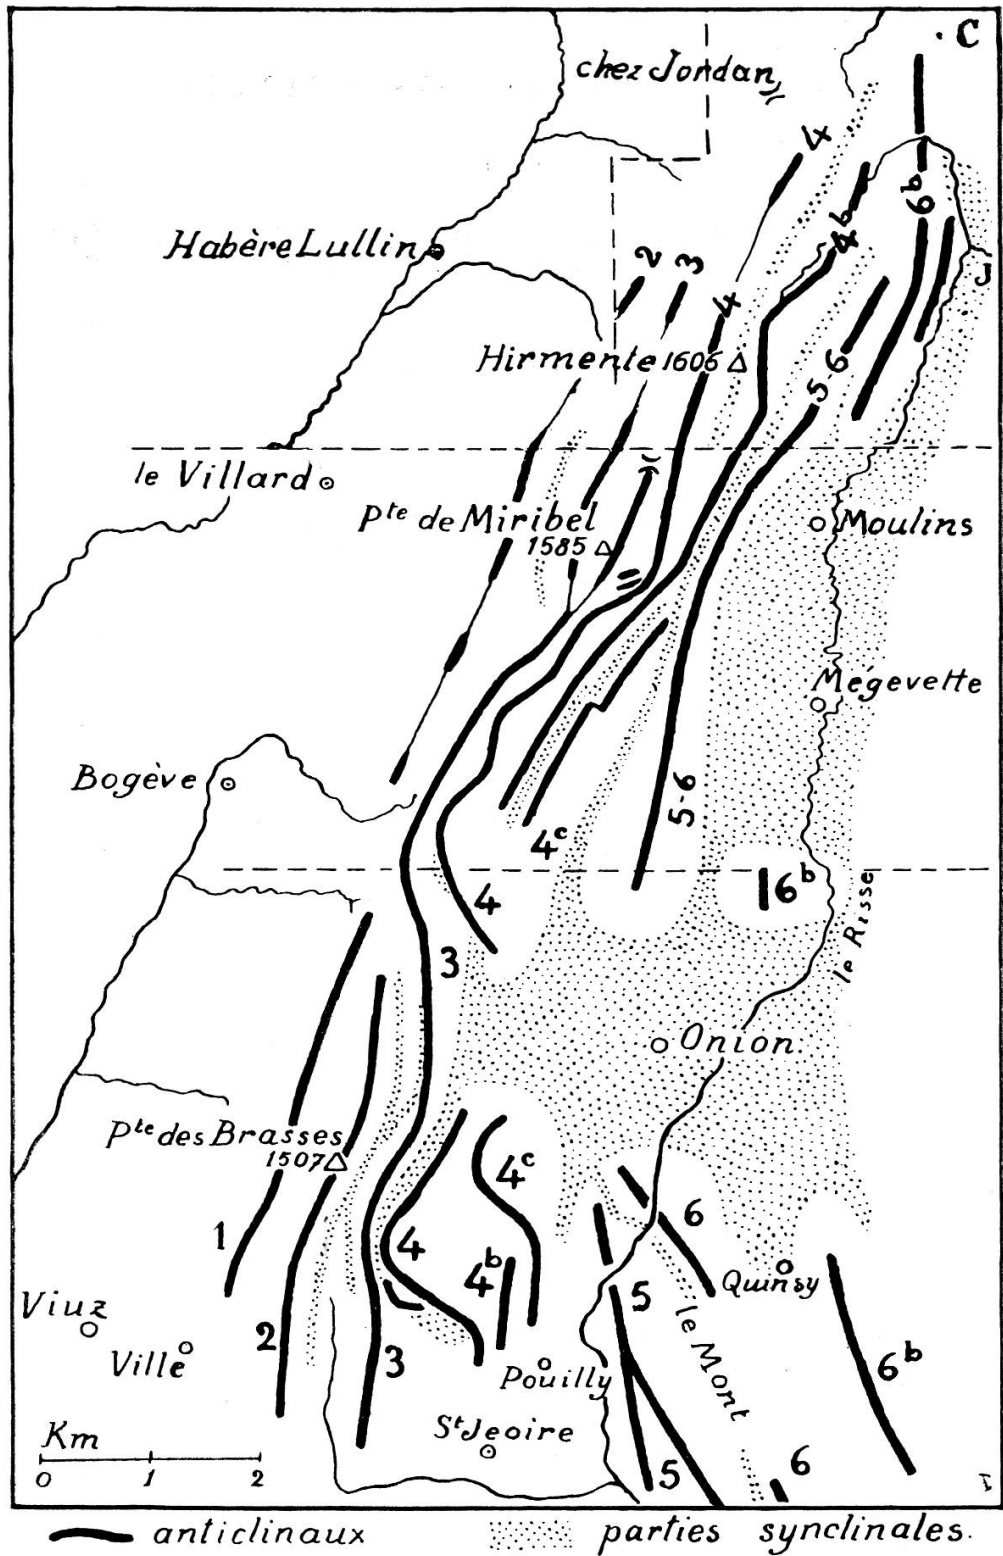 C
chez Jordan
4
6b
Habère Lullin
4b
2
3
4
Hirmente 1606
5-6
le Villard
Pte de Miribel
1585
Moulins
Mégevette
Bogève
5-6
4c
6b
4
le Risse
3
Onion
Pte des Brasses
1507
4c
6
1
4
4b
Quinsy
5
Viuz
2
le Mont
Ville
3
6b
Pouilly
St Jeoire
Km
5
6
0 1 2
I
anticlinaux
parties synclinales.